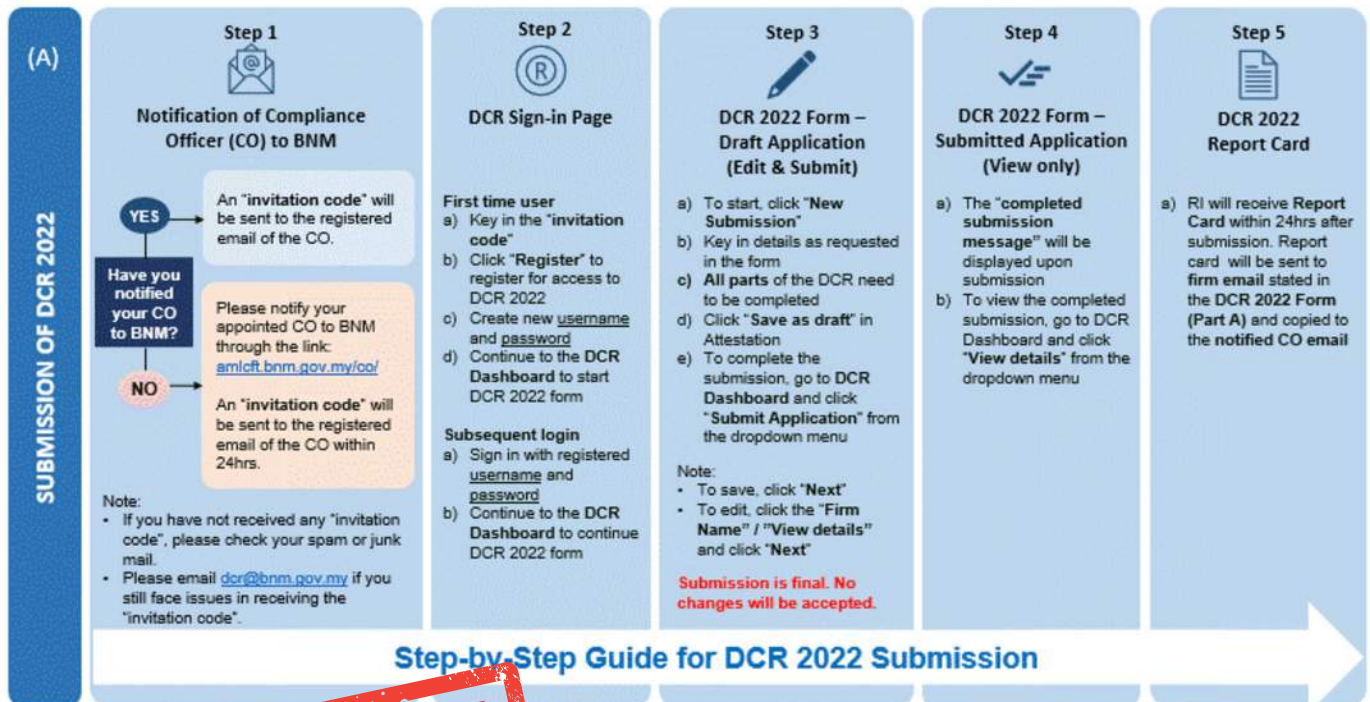 (A)
SUBMISSION OF DCR 2022
Step 1
Notification of Compliance
Officer (CO) to BNM
YES
An "invitation code" will
be sent to the registered
email of the CO.
Have you
notified
your CO
to BNM?
NO
Please notify your
appointed CO to BNM
through the link:
amlcft.bnm.gov.my/co/
An "invitation code" will
be sent to the registered
email of the CO within
24hrs.
Note:
• If you have not received any "invitation
code", please check your spam or junk
mail.
• Please email dcr@bnm.gov.my if you
still face issues in receiving the
"invitation code".
Step 2
R
DCR Sign-in Page
First time user
a) Key in the "invitation
code"
b) Click "Register" to
register for access to
DCR 2022
c) Create new username
and password
d) Continue to the DCR
Dashboard to start
DCR 2022 form
Subsequent login
a) Sign in with registered
username and
password
b) Continue to the DCR
Dashboard to continue
DCR 2022 form
Step 3
DCR 2022 Form –
Draft Application
(Edit & Submit)
a) To start, click "New
Submission"
b) Key in details as requested
in the form
c) All parts of the DCR need
to be completed
d) Click "Save as draft" in
Attestation
e) To complete the
submission, go to DCR
Dashboard and click
"Submit Application" from
the dropdown menu
Note:
• To save, click "Next"
• To edit, click the "Firm
Name" / "View details"
and click "Next"
Submission is final. No
changes will be accepted.
Step 4
DCR 2022 Form –
Submitted Application
(View only)
a) The "completed
submission
message" will be
displayed upon
submission
b) To view the completed
submission, go to DCR
Dashboard and click
"View details" from the
dropdown menu
Step 5
DCR 2022
Report Card
a) RI will receive Report
Card within 24hrs after
submission. Report
card will be sent to
firm email stated in
the DCR 2022 Form
(Part A) and copied to
the notified CO email
Step-by-Step Guide for DCR 2022 Submission